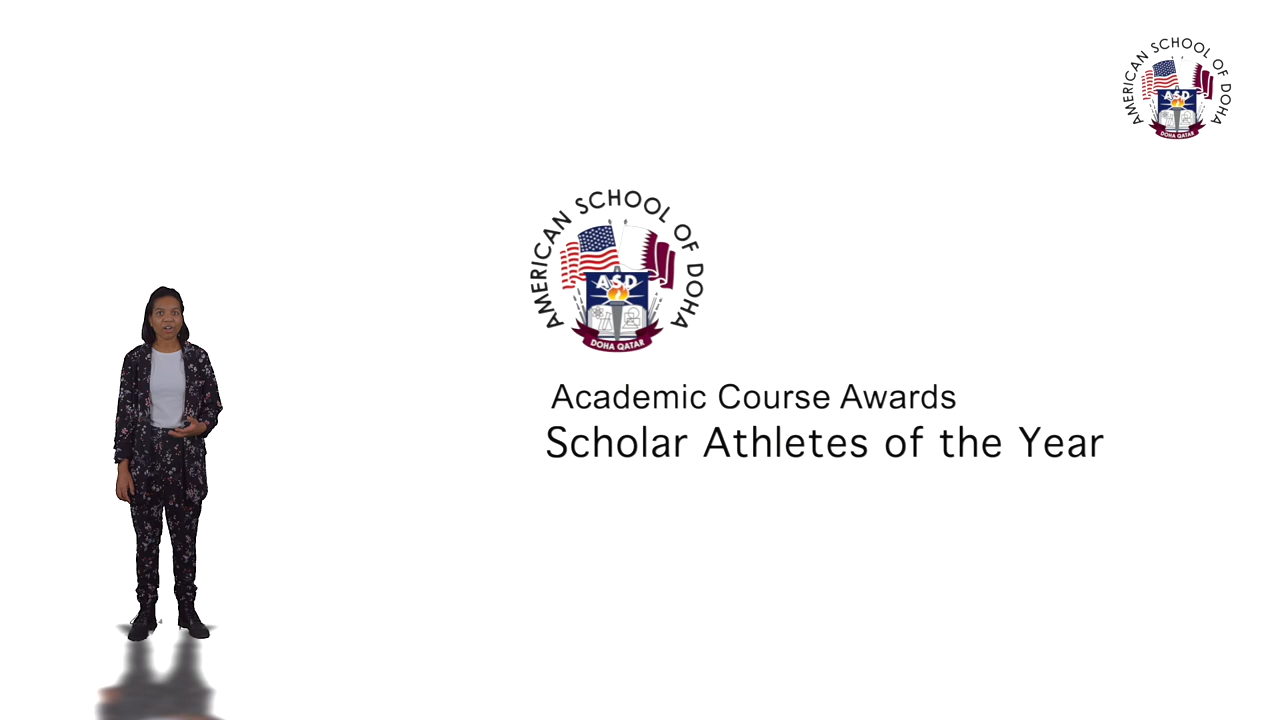 AMERICAN SCHOOL OF DOHA
ASD
DOHA QATAR
AMERICAN SCHOOL OF DOHA
ASD
DOHA QATAR
Academic Course Awards
Scholar Athletes of the Year